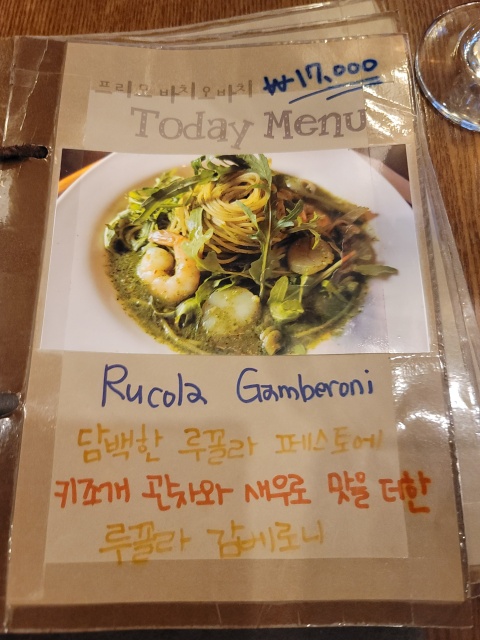 프리모 바치오바치
₩17,000
Today Menu
Rucola Gamberoni
담백한 루꼴라 페스토에
키조개 관자와 새우로 맛을 더한
루꼴라 감베로니